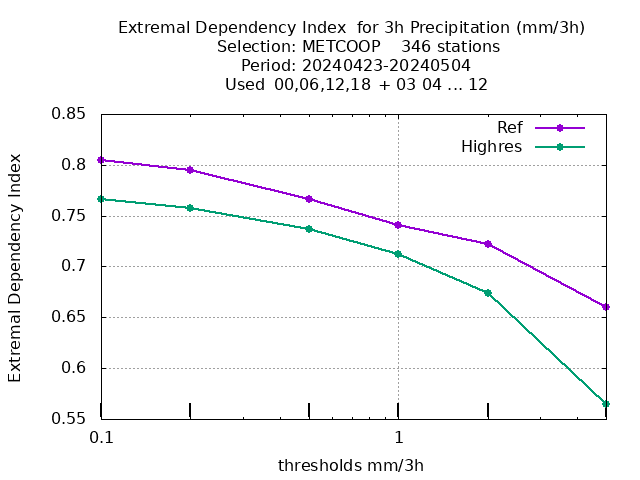 Extremal Dependency Index  for 3h Precipitation (mm/3h)
Selection: METCOOP    346 stations
Period: 20240423-20240504
Used  00,06,12,18 + 03 04 ... 12
Ref
Highres
Extremal Dependency Index
0.85
0.8
0.75
0.7
0.65
0.6
0.55
0.1
1
thresholds mm/3h